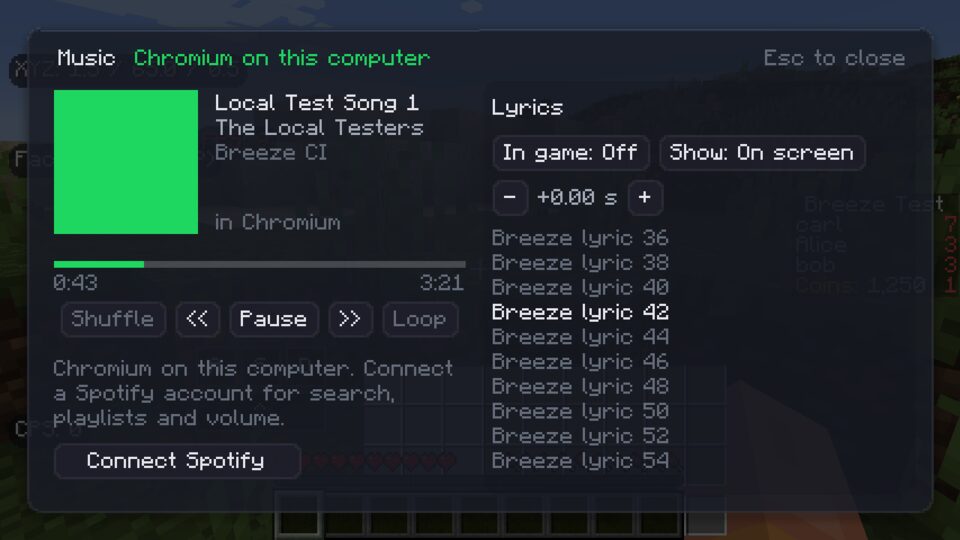 Music Chromium on this computer
Esc to close
Local Test Song 1
The Local Testers
Breeze CI
in Chromium
0:43
3:21
Shuffle << Pause >> Loop
Chromium on this computer. Connect
a Spotify account for search,
playlists and volume.
Connect Spotify
Lyrics
In game: Off Show: On screen
- +0.00 s +
Breeze lyric 36
Breeze lyric 38
Breeze lyric 40
Breeze lyric 42
Breeze lyric 44
Breeze lyric 46
Breeze lyric 48
Breeze lyric 50
Breeze lyric 52
Breeze lyric 54
Breeze Test
carl 7
Alice 3
bob 3
Coins: 1,250 1